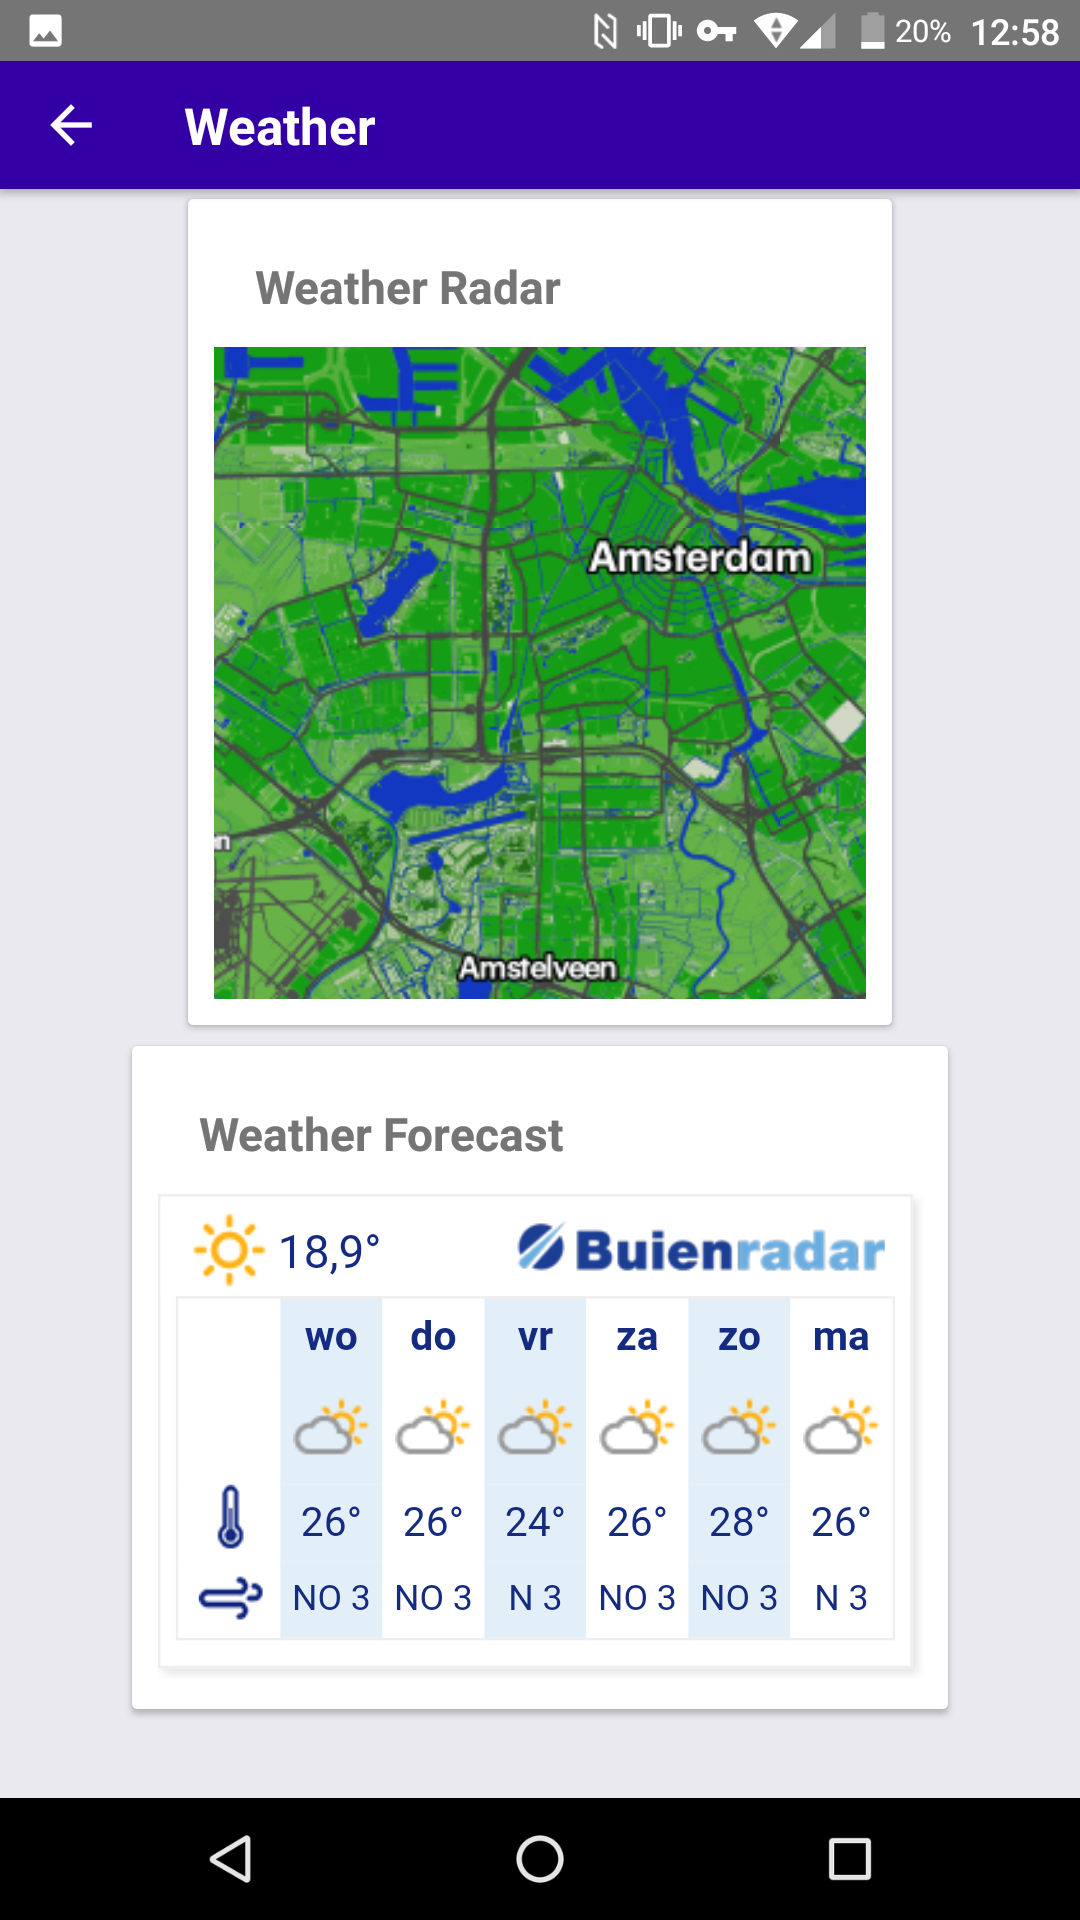 20% 12:58
Weather
Weather Radar
Amsterdam
n
Amstelveen
Weather Forecast
18,9° Buienradar
wo do vr za zo ma
26° 26° 24° 26° 28° 26°
NO 3 NO 3 N 3 NO 3 NO 3 N 3